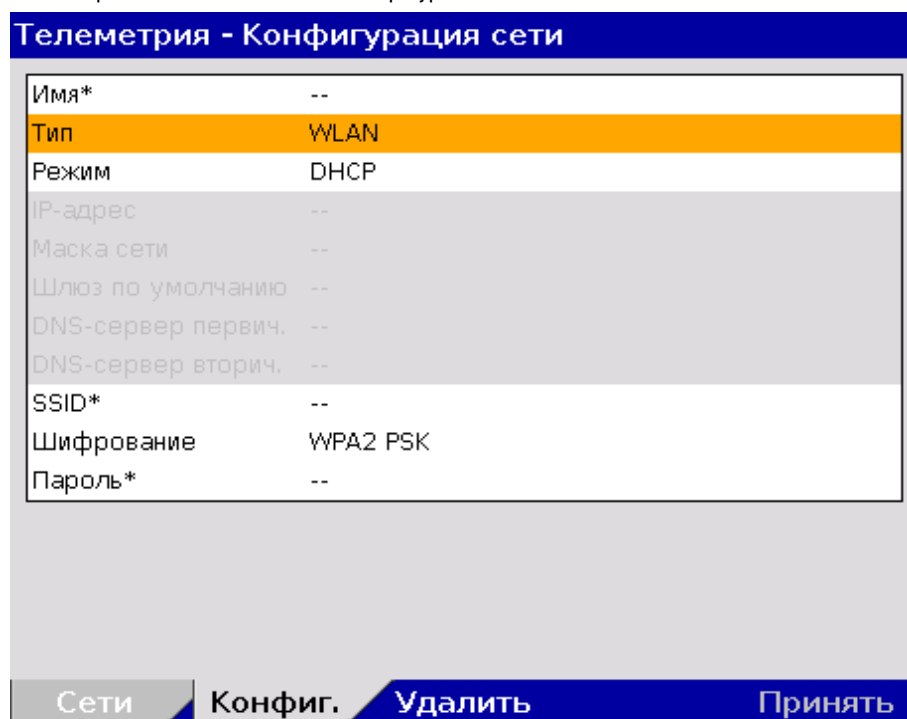 Телеметрия - Конфигурация сети
Имя* --
Тип WLAN
Режим DHCP
IP-адрес --
Маска сети --
Шлюз по умолчанию --
DNS-сервер первич. --
DNS-сервер вторич. --
SSID* --
Шифрование WPA2 PSK
Пароль* --
Сети Конфиг. Удалить Принять